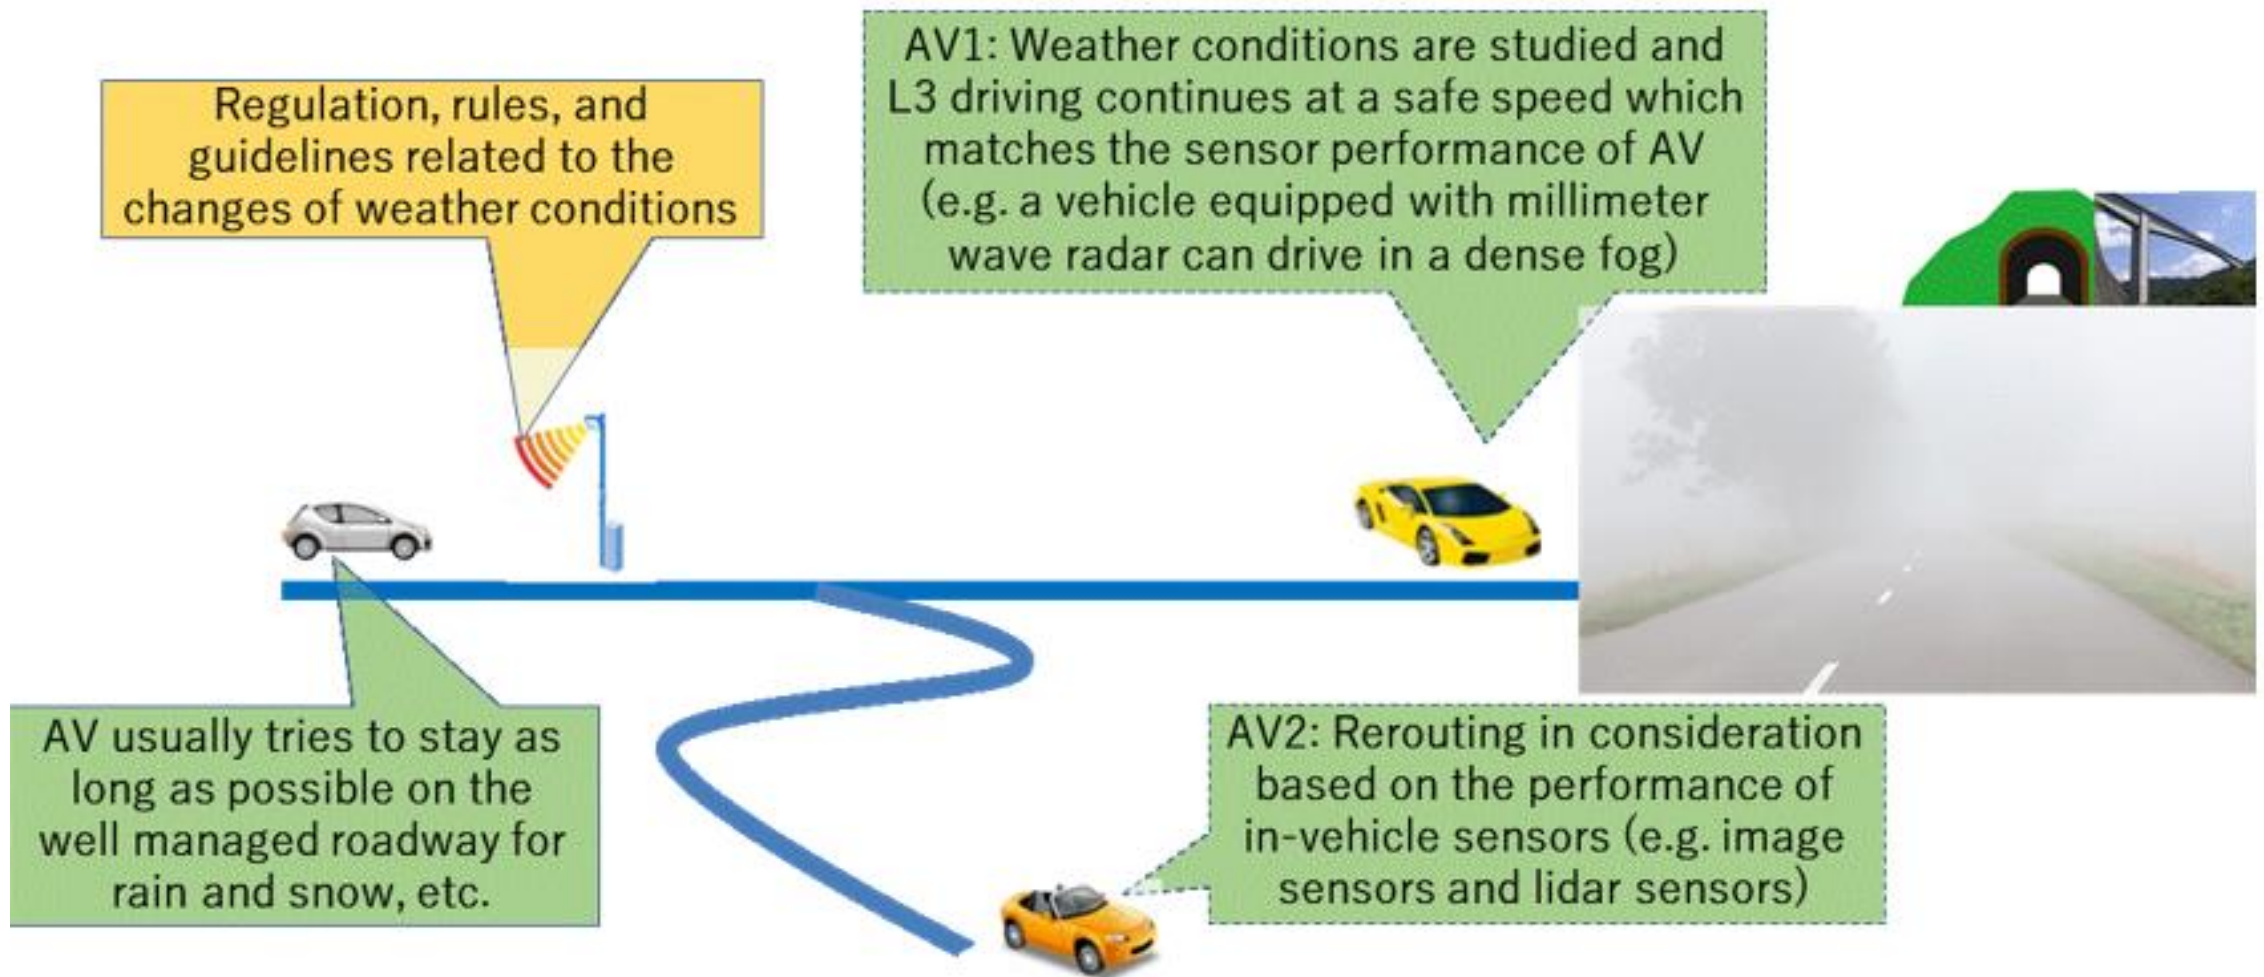 Regulation, rules, and
guidelines related to the
changes of weather conditions
AV1: Weather conditions are studied and
L3 driving continues at a safe speed which
matches the sensor performance of AV
(e.g. a vehicle equipped with millimeter
wave radar can drive in a dense fog)
AV usually tries to stay as
long as possible on the
well managed roadway for
rain and snow, etc.
AV2: Rerouting in consideration
based on the performance of
in-vehicle sensors (e.g. image
sensors and lidar sensors)